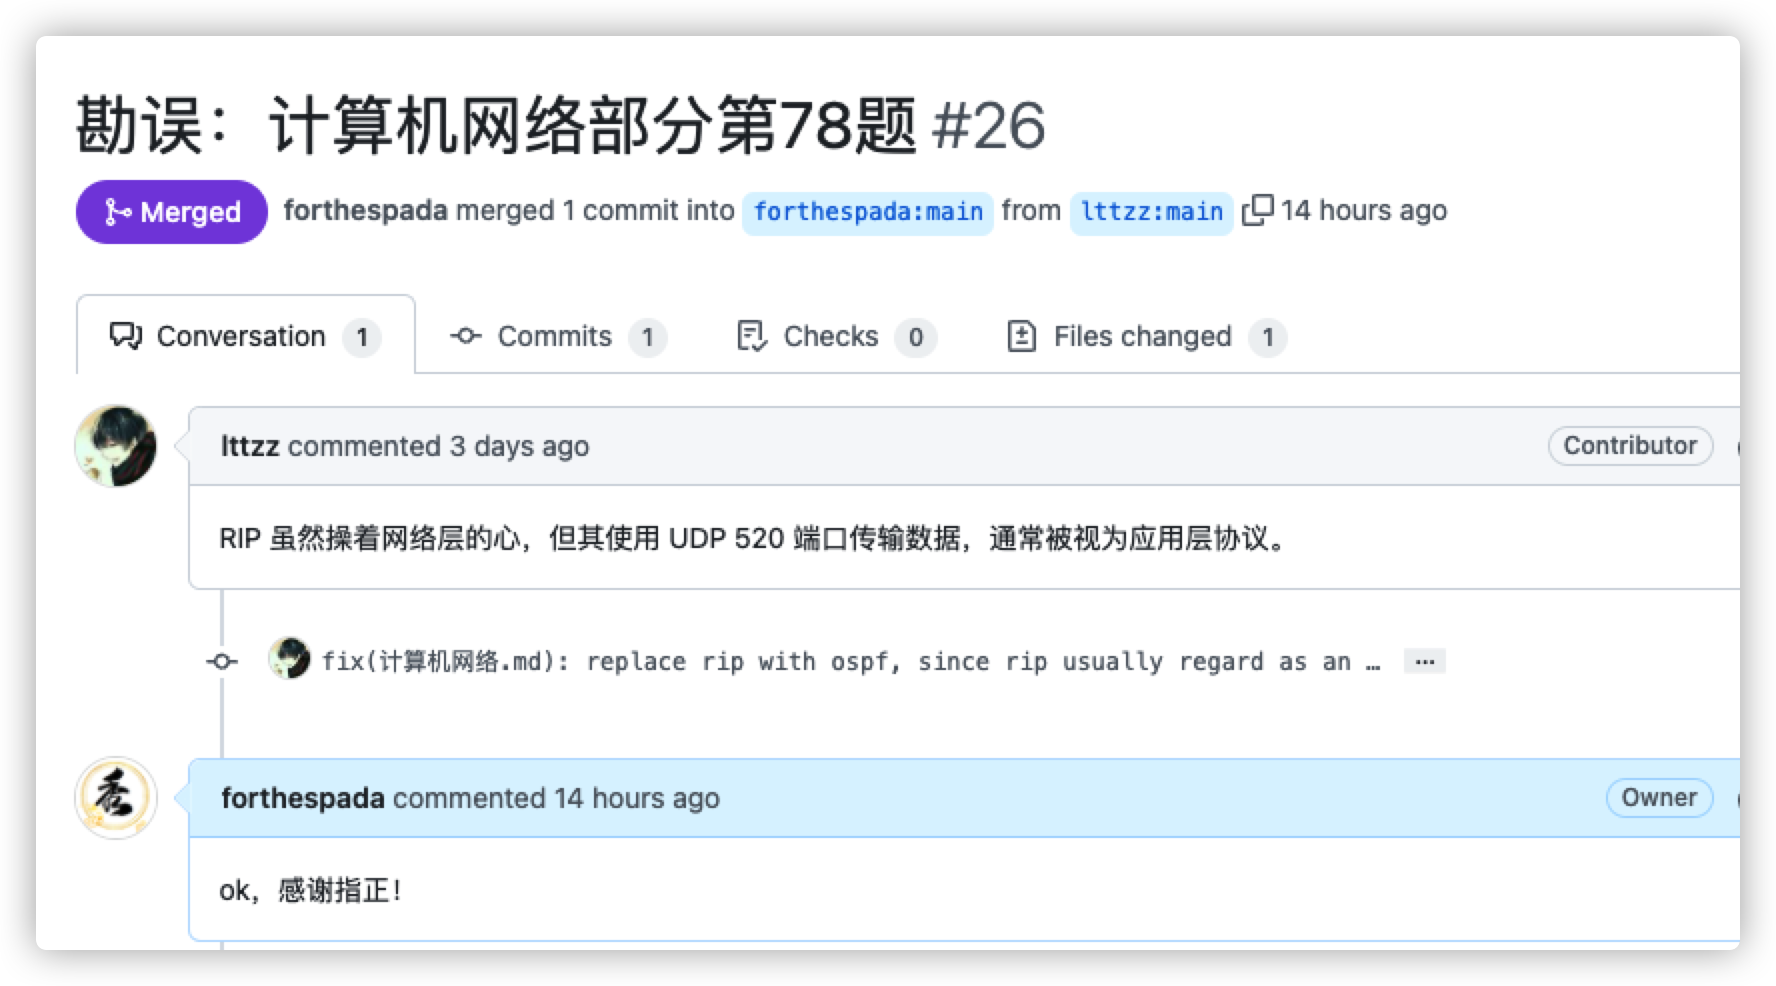 勘误：计算机网络部分第78题 #26
Merged forthespada merged 1 commit into forthespada:main from lttzz:main 14 hours ago
Conversation 1 Commits 1 Checks 0 Files changed 1
lttzz commented 3 days ago Contributor
RIP 虽然操着网络层的心，但其使用 UDP 520 端口传输数据，通常被视为应用层协议。
fix(计算机网络.md): replace rip with ospf, since rip usually regard as an … ···
秀
forthespada commented 14 hours ago Owner
ok，感谢指正！